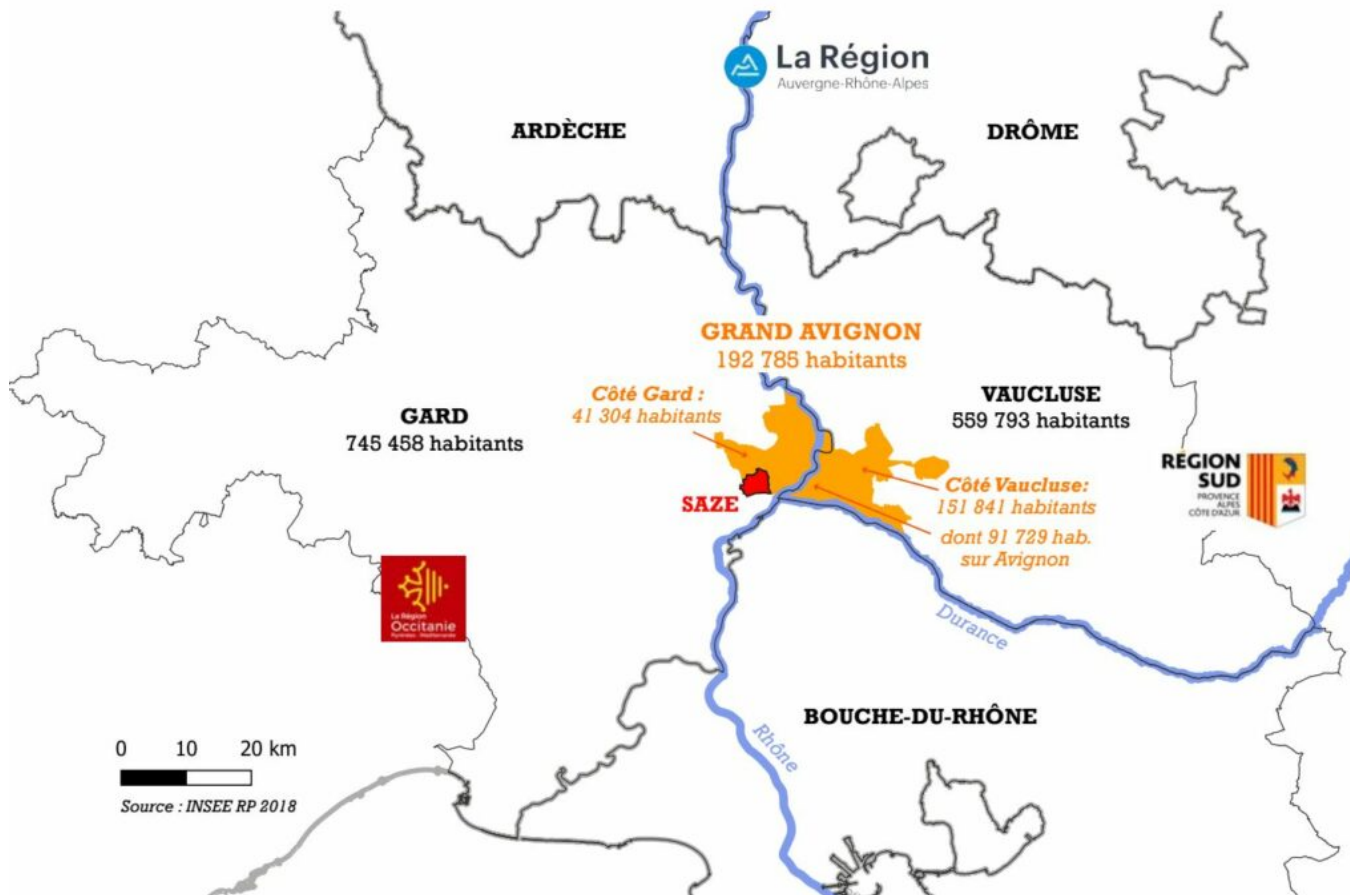 La Région
Auvergne-Rhône-Alpes
ARDÈCHE
DRÔME
GRAND AVIGNON
192 785 habitants
Côté Gard :
41 304 habitants
GARD
745 458 habitants
VAUCLUSE
559 793 habitants
SAZE
Côté Vaucluse:
151 841 habitants
dont 91 729 hab.
sur Avignon
RÉGION
SUD
PROVENCE
ALPES
CÔTE D'AZUR
La Région
Occitanie
Pyrénées - Méditerranée
Durance
Rhône
BOUCHE-DU-RHÔNE
0 10 20 km
Source : INSEE RP 2018